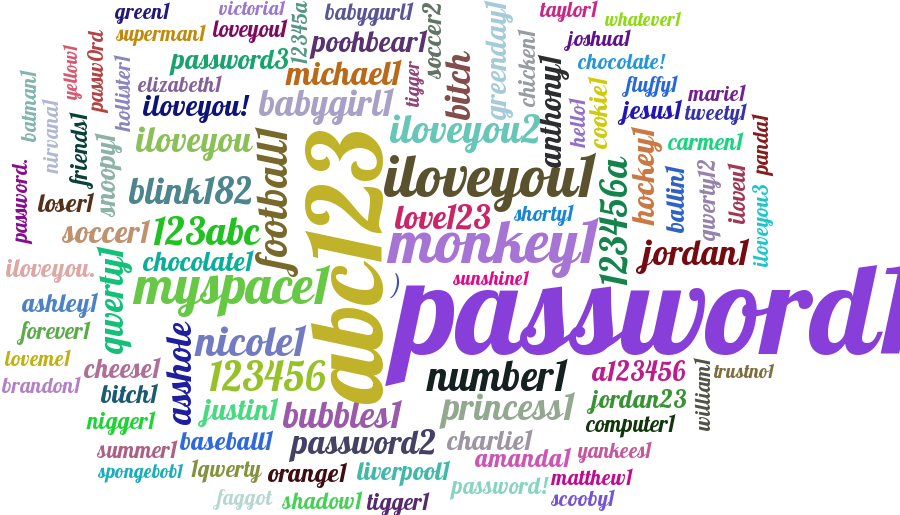 green1
victoria1
12345a
babygurl1
soccer2
greenday1
taylor1
whatever1
superman1
iloveyou1
poohbear1
chicken1
joshua1
yellow1
passw0rd
password3
michael1
tigger
bitch
anthony1
chocolate!
batman1
nirvana1
hollister1
elizabeth1
iloveyou!
babygirl1
cookie1
hello1
fluffy1
jesus1
marie1
tweety1
friends1
snoopy1
iloveyou
football1
abc123
iloveyou2
hockey1
carmen1
panda1
password.
loser1
blink182
iloveyou1
123456a
ballin1
qwerty12
iloveu1
iloveyou3
soccer1
123abc
love123
shorty1
monkey1
jordan1
iloveyou.
qwerty1
chocolate1
myspace1
sunshine1
)
password1
ashley1
forever1
asshole
nicole1
loveme1
brandon1
cheese1
bitch1
123456
number1
a123456
william1
trustno1
nigger1
justin1
bubbles1
princess1
jordan23
computer1
summer1
baseball1
password2
charlie1
amanda1
yankees1
spongebob1
1qwerty
orange1
liverpool1
password!
matthew1
faggot
shadow1
tigger1
scooby1